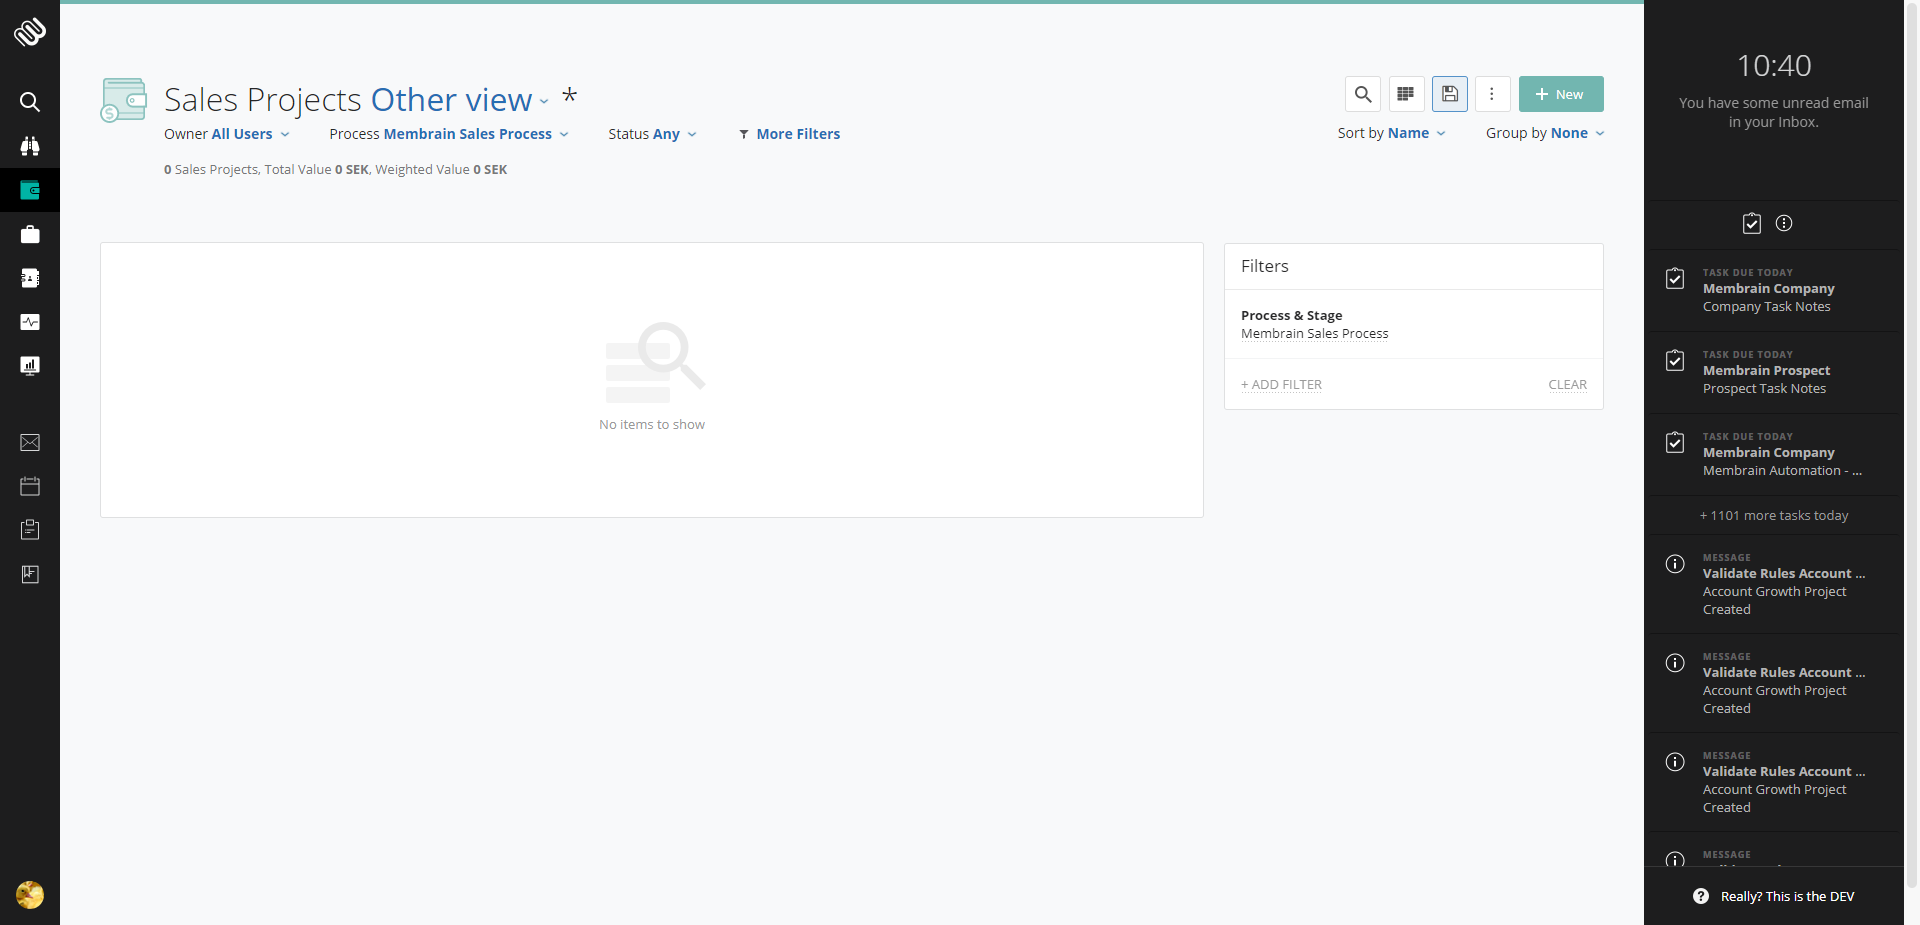 Sales Projects Other view *
+ New
Owner All Users
Process Membrain Sales Process
Status Any
More Filters
Sort by Name
Group by None
0 Sales Projects, Total Value 0 SEK, Weighted Value 0 SEK
No items to show
Filters
Process & Stage
Membrain Sales Process
+ ADD FILTER
CLEAR
10:40
You have some unread email
in your Inbox.
TASK DUE TODAY
Membrain Company
Company Task Notes
TASK DUE TODAY
Membrain Prospect
Prospect Task Notes
TASK DUE TODAY
Membrain Company
Membrain Automation - ...
+ 1101 more tasks today
MESSAGE
Validate Rules Account ...
Account Growth Project
Created
MESSAGE
Validate Rules Account ...
Account Growth Project
Created
MESSAGE
Validate Rules Account ...
Account Growth Project
Created
MESSAGE
Really? This is the DEV